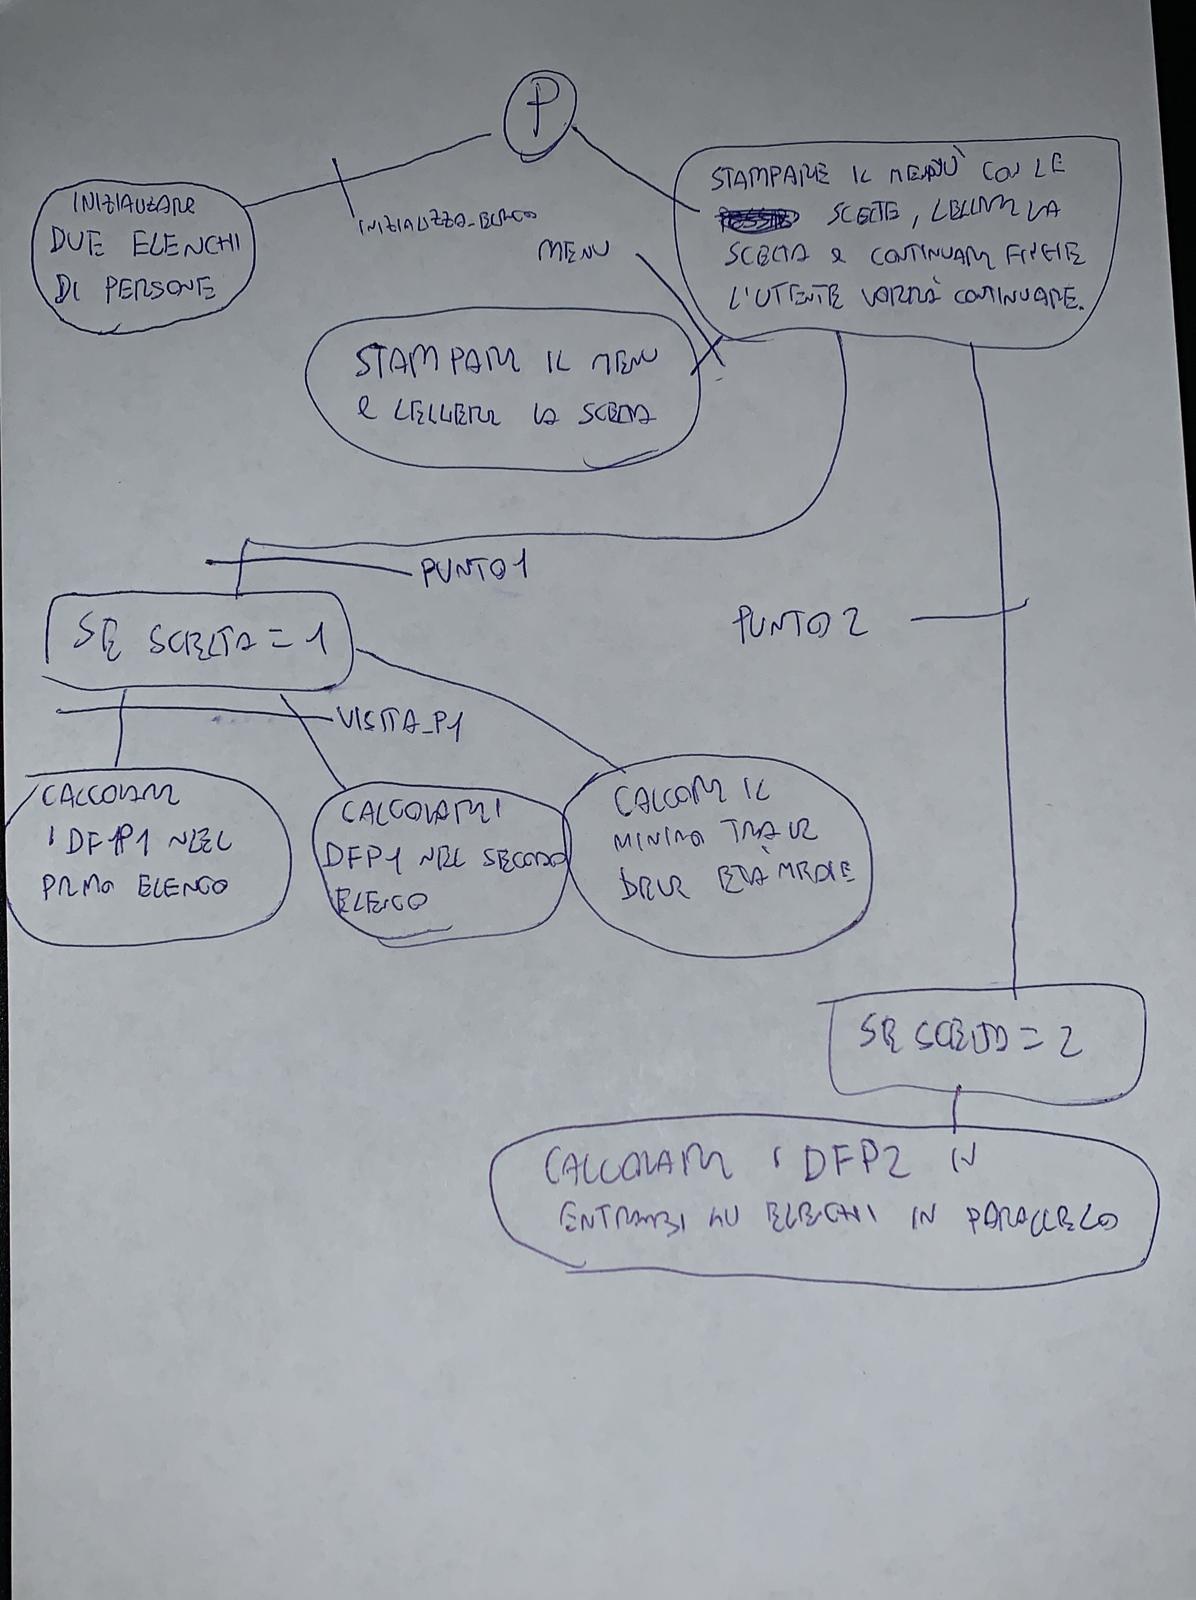 P
INIZIALIZZARE
DUE ELENCHI
DI PERSONE
INIZIALIZZA_ELENCO
MENU
STAMPARE IL MENÙ CON LE
SCELTE, LEGGERE LA
SCELTA E CONTINUARE FINCHE
L'UTENTE VORRÀ CONTINUARE.
STAMPARE IL MENU
E LEGGERE LA SCELTA
PUNTO 1
SE SCELTA = 1
VISITA_P1
PUNTO 2
CALCOLARE
I DFP1 NEL
PRIMO ELENCO
CALCOLARE I
DFP1 NEL SECONDO
ELENCO
CALCOLARE IL
MINIMO TRA LE
DUE ETÀ MEDIE
SE SCELTA = 2
CALCOLARE I DFP2 IN
ENTRAMBI GLI ELENCHI IN PARALLELO